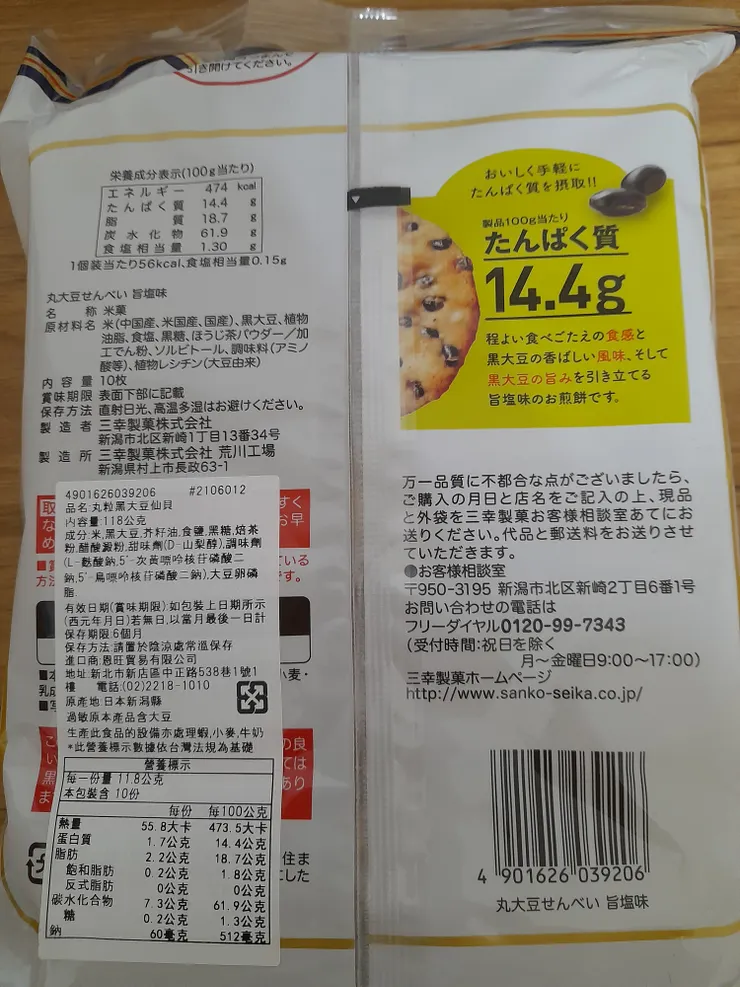 引き開けてください。
栄養成分表示(100g当たり)
エネルギー 474 kcal
たんぱく質 14.4 g
脂質 18.7 g
炭水化物 61.9 g
食塩相当量 1.30 g
1個装当たり56kcal、食塩相当量0.15g
丸大豆せんべい 旨塩味
名称 米菓
原材料名 米(中国産、米国産、国産)、黒大豆、植物
油脂、食塩、黒糖、ほうじ茶パウダー/加
工でん粉、ソルビトール、調味料(アミノ
酸等)、植物レシチン(大豆由来)
内容量 10枚
賞味期限 表面下部に記載
保存方法 直射日光、高温多湿はお避けください。
製造者 三幸製菓株式会社
新潟市北区新崎1丁目13番34号
製造所 三幸製菓株式会社 荒川工場
新潟県村上市長政63-1
4901626039206 #2106012
品名:丸粒黑大豆仙貝
內容量:118公克
成分:米,黑大豆,芥籽油,食鹽,黑糖,焙茶
粉,醋酸澱粉,甜味劑(D-山梨醇),調味劑
(L-麩酸鈉,5'-次黃嘌呤核苷磷酸二
鈉,5'-鳥嘌呤核苷磷酸二鈉),大豆卵磷
脂
有效日期(賞味期限):如包裝上日期所示
(西元年月日)若無日,以當月最後一日計
保存期限:6個月
保存方法:請置於陰涼處常溫保存
進口商:恩旺貿易有限公司
地址:新北市新店區中正路538巷1號1
樓 電話:(02)2218-1010
原產地:日本新潟縣
過敏原本產品含大豆
生產此食品的設備亦處理蝦,小麥,牛奶
*此營養標示數據依台灣法規為基礎
營養標示
每一份量 11.8公克
本包裝含 10份
每份 每100公克
熱量 55.8大卡 473.5大卡
蛋白質 1.7公克 14.4公克
脂肪 2.2公克 18.7公克
飽和脂肪 0.2公克 1.8公克
反式脂肪 0公克 0公克
碳水化合物 7.3公克 61.9公克
糖 0.2公克 1.3公克
鈉 60毫克 512毫克
おいしく手軽に
たんぱく質を摂取!!
製品100g当たり
たんぱく質
14.4g
程よい食べごたえの食感と
黒大豆の香ばしい風味、そして
黒大豆の旨みを引き立てる
旨塩味のお煎餅です。
万一品質に不都合な点がございましたら、
ご購入の月日と店名をご記入の上、現品
と外袋を三幸製菓お客様相談室あてにお
送りください。代品と郵送料をお送りさせ
ていただきます。
●お客様相談室
〒950-3195 新潟市北区新崎2丁目6番1号
お問い合わせの電話は
フリーダイヤル0120-99-7343
(受付時間:祝日を除く
月～金曜日9:00～17:00)
三幸製菓ホームページ
http://www.sanko-seika.co.jp/
4 901626 039206
丸大豆せんべい 旨塩味